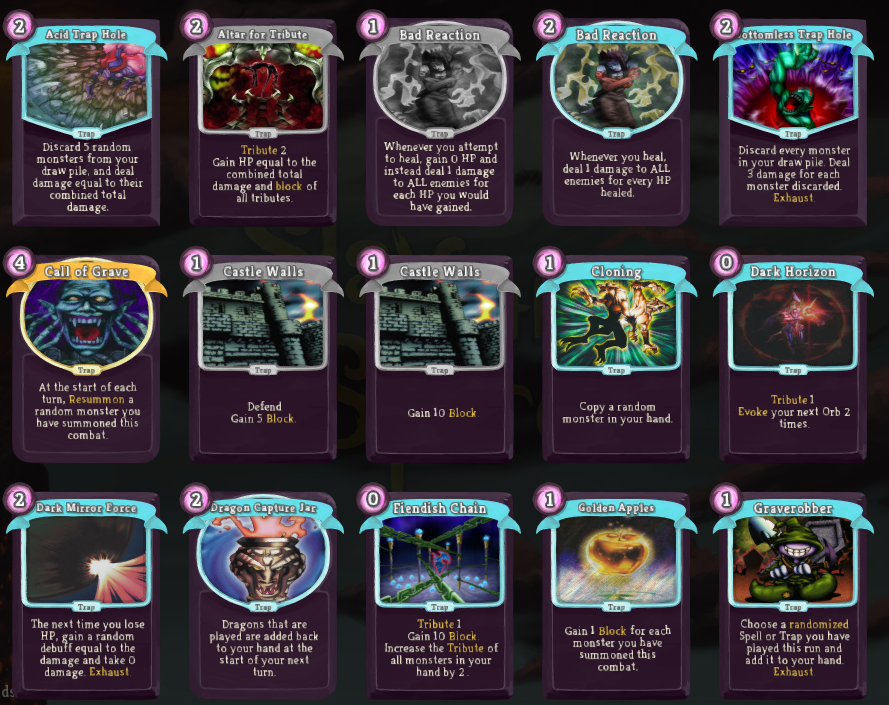 2
Acid Trap Hole
Trap
Discard 5 random
monsters from your
draw pile, and deal
damage equal to their
combined total
damage.
2
Altar for Tribute
Trap
Tribute 2
Gain HP equal to the
combined total
damage and block of
all tributes.
1
Bad Reaction
Trap
Whenever you attempt
to heal, gain 0 HP and
instead deal 1 damage
to ALL enemies for
each HP you would
have gained.
2
Bad Reaction
Trap
Whenever you heal,
deal 1 damage to ALL
enemies for every HP
healed.
2
ottomless Trap Hole
Trap
Discard every monster
in your draw pile. Deal
3 damage for each
monster discarded.
Exhaust.
4
Call of Grave
Trap
At the start of each
turn, Resummon a
random monster you
have summoned this
combat.
1
Castle Walls
Trap
Defend
Gain 5 Block.
1
Castle Walls
Trap
Gain 10 Block.
1
Cloning
Trap
Copy a random
monster in your hand.
0
Dark Horizon
Trap
Tribute 1
Evoke your next Orb 2
times.
2
Dark Mirror Force
Trap
The next time you lose
HP, gain a random
debuff equal to the
damage and take 0
damage. Exhaust.
2
Dragon Capture Jar
Trap
Dragons that are
played are added back
to your hand at the
start of your next
turn.
0
Fiendish Chain
Trap
Tribute 1
Gain 10 Block.
Increase the Tribute of
all monsters in your
hand by 2.
1
Golden Apples
Trap
Gain 1 Block for each
monster you have
summoned this
combat.
1
Graverobber
Trap
Choose a randomized
Spell or Trap you have
played this run and
add it to your hand.
Exhaust.
ds